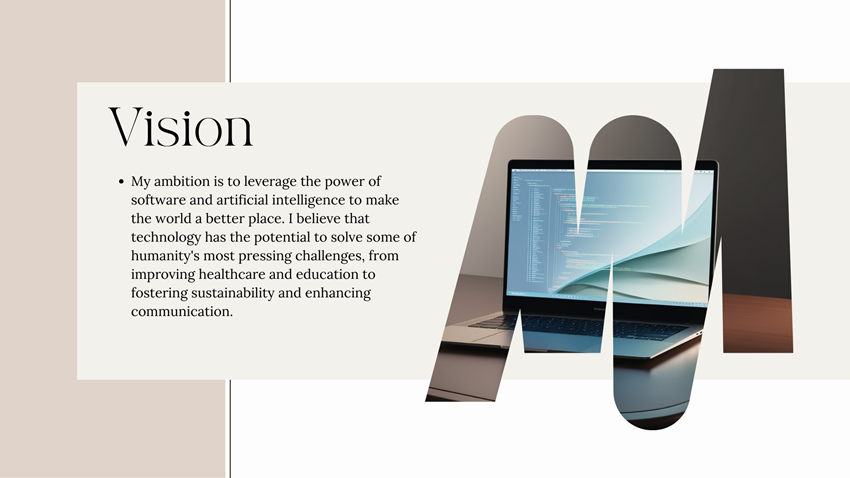 Vision
• My ambition is to leverage the power of
software and artificial intelligence to make
the world a better place. I believe that
technology has the potential to solve some of
humanity's most pressing challenges, from
improving healthcare and education to
fostering sustainability and enhancing
communication.